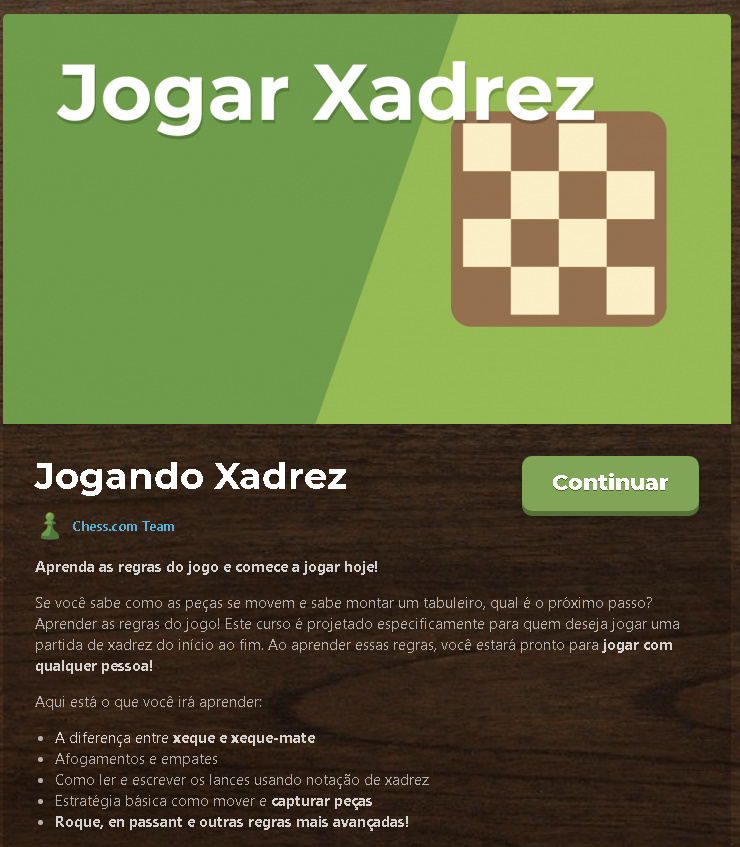 Jogar Xadrez
Jogando Xadrez
Continuar
Chess.com Team
Aprenda as regras do jogo e comece a jogar hoje!
Se você sabe como as peças se movem e sabe montar um tabuleiro, qual é o próximo passo?
Aprender as regras do jogo! Este curso é projetado especificamente para quem deseja jogar uma
partida de xadrez do início ao fim. Ao aprender essas regras, você estará pronto para jogar com
qualquer pessoa!
Aqui está o que você irá aprender:
• A diferença entre xeque e xeque-mate
• Afogamentos e empates
• Como ler e escrever os lances usando notação de xadrez
• Estratégia básica como mover e capturar peças
• Roque, en passant e outras regras mais avançadas!